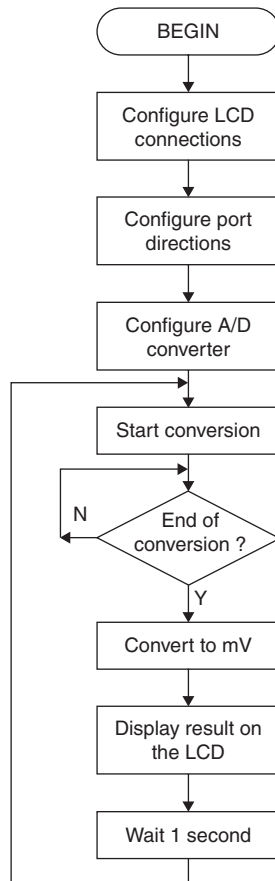 BEGIN
Configure LCD
connections
Configure port
directions
Configure A/D
converter
Start conversion
N
End of
conversion ?
Y
Convert to mV
Display result on
the LCD
Wait 1 second